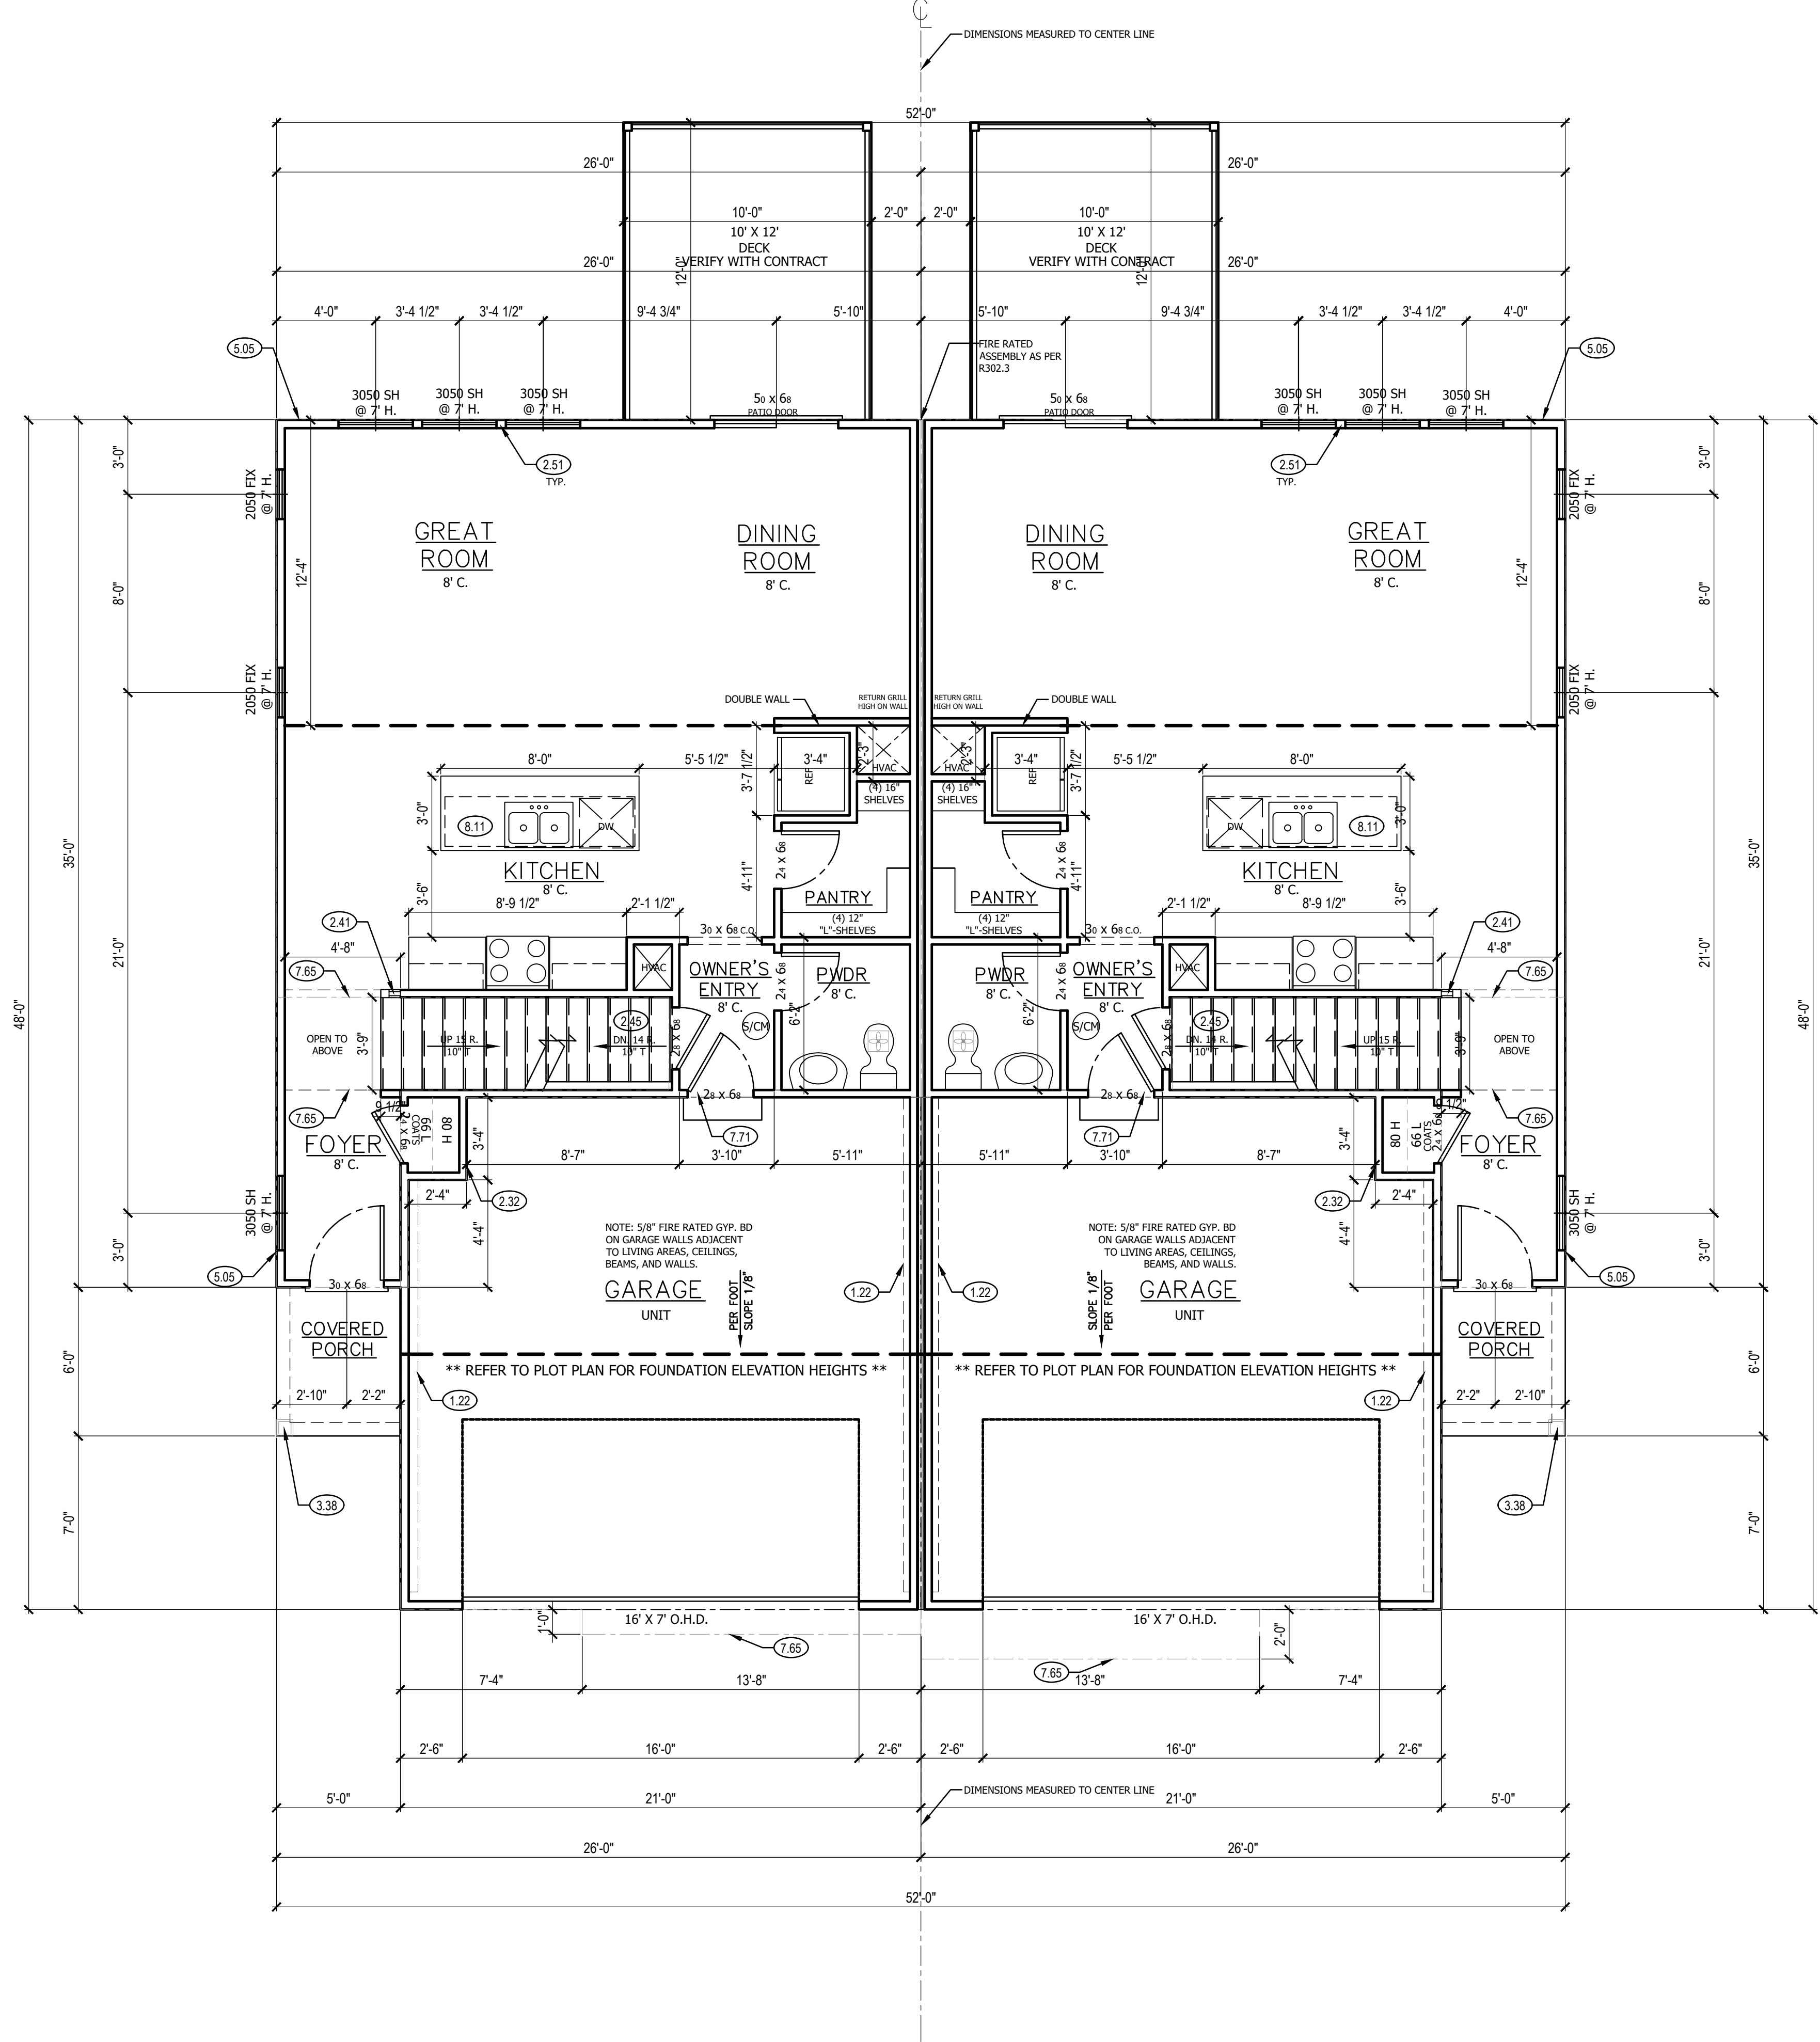 ℄
DIMENSIONS MEASURED TO CENTER LINE
52'-0"
26'-0"
26'-0"
10'-0"
2'-0"
2'-0"
10'-0"
10' X 12'
DECK
VERIFY WITH CONTRACT
10' X 12'
DECK
VERIFY WITH CONTRACT
12'-0"
12'-0"
26'-0"
26'-0"
4'-0"
3'-4 1/2"
3'-4 1/2"
9'-4 3/4"
5'-10"
5'-10"
9'-4 3/4"
3'-4 1/2"
3'-4 1/2"
4'-0"
5.05
FIRE RATED
ASSEMBLY AS PER
R302.3
5.05
3050 SH
@ 7' H.
3050 SH
@ 7' H.
3050 SH
@ 7' H.
50 X 68
PATIO DOOR
50 X 68
PATIO DOOR
3050 SH
@ 7' H.
3050 SH
@ 7' H.
3050 SH
@ 7' H.
3'-0"
2050 FIX
@ 7' H.
2.51
TYP.
2.51
TYP.
2050 FIX
@ 7' H.
3'-0"
GREAT
ROOM
8' C.
DINING
ROOM
8' C.
DINING
ROOM
8' C.
GREAT
ROOM
8' C.
8'-0"
12'-4"
12'-4"
8'-0"
2050 FIX
@ 7' H.
2050 FIX
@ 7' H.
DOUBLE WALL
RETURN GRILL
HIGH ON WALL
RETURN GRILL
HIGH ON WALL
DOUBLE WALL
8'-0"
5'-5 1/2"
3'-7 1/2"
3'-4"
REF
2'-3"
HVAC
(4) 16"
SHELVES
2'-3"
HVAC
(4) 16"
SHELVES
3'-4"
REF
3'-7 1/2"
5'-5 1/2"
8'-0"
3'-0"
8.11
DW
DW
8.11
3'-0"
48'-0"
35'-0"
35'-0"
48'-0"
KITCHEN
8' C.
3'-6"
4'-11"
24 X 68
PANTRY
(4) 12"
"L"-SHELVES
PANTRY
(4) 12"
"L"-SHELVES
24 X 68
4'-11"
KITCHEN
8' C.
3'-6"
8'-9 1/2"
2'-1 1/2"
2'-1 1/2"
8'-9 1/2"
2.41
30 X 68 C.O.
30 X 68 C.O.
2.41
21'-0"
4'-8"
4'-8"
21'-0"
7.65
HVAC
OWNER'S
ENTRY
8' C.
24 X 68
PWDR
8' C.
PWDR
8' C.
24 X 68
OWNER'S
ENTRY
8' C.
HVAC
7.65
OPEN TO
ABOVE
3'-9"
UP 15 R.
10" T
2.45
DN. 14 R.
10" T
28 X 68
S/CM
6'-2"
6'-2"
S/CM
28 X 68
2.45
DN. 14 R.
10" T
UP 15 R.
10" T
3'-9"
OPEN TO
ABOVE
7.65
9 1/2"
24 X 68
COATS
66 L
80 H
28 X 68
7.71
28 X 68
7.71
80 H
66 L
COATS
24 X 68
9 1/2"
7.65
FOYER
8' C.
3'-4"
8'-7"
3'-10"
5'-11"
5'-11"
3'-10"
8'-7"
3'-4"
FOYER
8' C.
2'-4"
2.32
2.32
2'-4"
3050 SH
@ 7' H.
4'-4"
NOTE: 5/8" FIRE RATED GYP. BD
ON GARAGE WALLS ADJACENT
TO LIVING AREAS, CEILINGS,
BEAMS, AND WALLS.
NOTE: 5/8" FIRE RATED GYP. BD
ON GARAGE WALLS ADJACENT
TO LIVING AREAS, CEILINGS,
BEAMS, AND WALLS.
4'-4"
3050 SH
@ 7' H.
3'-0"
3'-0"
5.05
30 X 68
GARAGE
UNIT
PER FOOT
SLOPE 1/8"
1.22
1.22
SLOPE 1/8"
PER FOOT
GARAGE
UNIT
30 X 68
5.05
COVERED
PORCH
COVERED
PORCH
6'-0"
** REFER TO PLOT PLAN FOR FOUNDATION ELEVATION HEIGHTS **
** REFER TO PLOT PLAN FOR FOUNDATION ELEVATION HEIGHTS **
6'-0"
2'-10"
2'-2"
1.22
1.22
2'-2"
2'-10"
3.38
3.38
7'-0"
7'-0"
1'-0"
16' X 7' O.H.D.
16' X 7' O.H.D.
2'-0"
7.65
7.65
7'-4"
13'-8"
13'-8"
7'-4"
2'-6"
16'-0"
2'-6"
2'-6"
16'-0"
2'-6"
DIMENSIONS MEASURED TO CENTER LINE
5'-0"
21'-0"
21'-0"
5'-0"
26'-0"
26'-0"
52'-0"